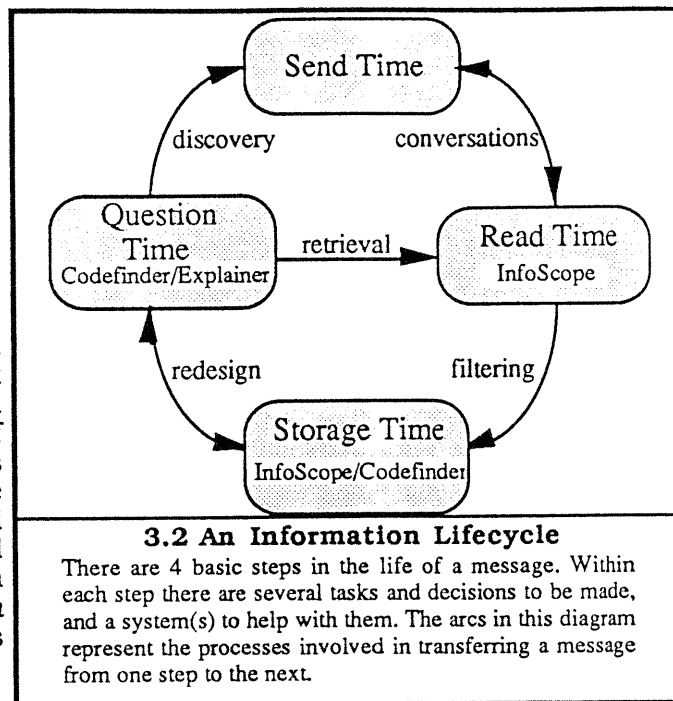 Send Time
discovery
conversations
Question
Time
Codefinder/Explainer
retrieval
Read Time
InfoScope
redesign
filtering
Storage Time
InfoScope/Codefinder
3.2 An Information Lifecycle
There are 4 basic steps in the life of a message. Within
each step there are several tasks and decisions to be made,
and a system(s) to help with them. The arcs in this diagram
represent the processes involved in transferring a message
from one step to the next.